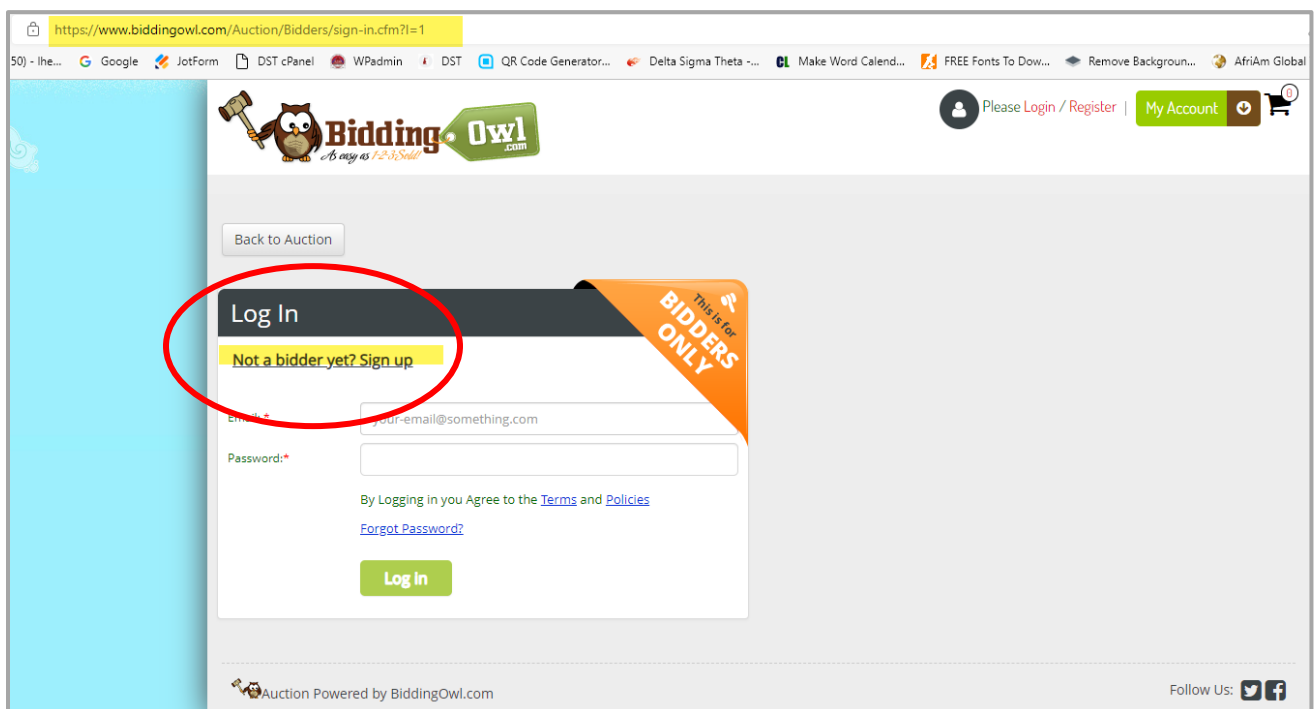 https://www.biddingowl.com/Auction/Bidders/sign-in.cfm?l=1
50) - Ihe... Google JotForm DST cPanel WPadmin DST QR Code Generator... Delta Sigma Theta -... Make Word Calend... FREE Fonts To Dow... Remove Backgroun... AfriAm Global
Bidding Owl .com
As easy as 1-2-3, Sold!
Please Login / Register | My Account 0
Back to Auction
Log In
This is for
BIDDERS
ONLY
Not a bidder yet? Sign up
Email:* your-email@something.com
Password:*
By Logging in you Agree to the Terms and Policies
Forgot Password?
Log in
Auction Powered by BiddingOwl.com
Follow Us: